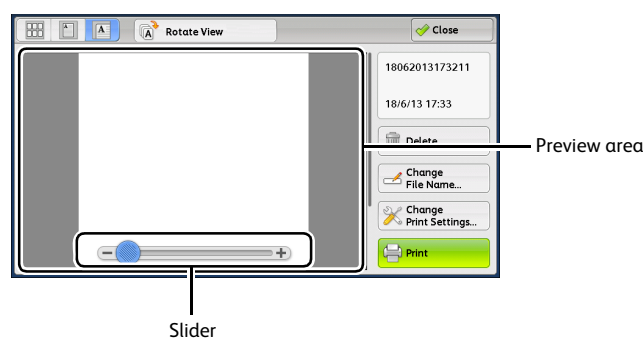 A
A
Rotate View
Close
18062013173211
18/6/13 17:33
Delete
Preview area
Change
File Name...
Change
Print Settings...
Print
Slider